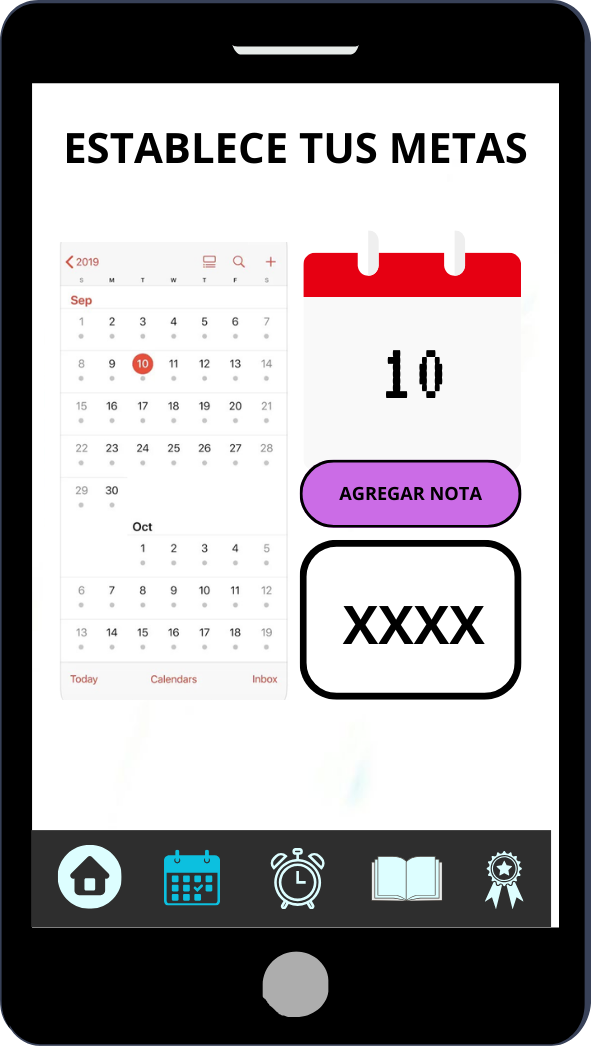 ESTABLECE TUS METAS
2019
S M T W T F S
Sep
1 2 3 4 5 6 7
8 9 10 11 12 13 14
15 16 17 18 19 20 21
22 23 24 25 26 27 28
29 30
Oct
1 2 3 4 5
6 7 8 9 10 11 12
13 14 15 16 17 18 19
Today Calendars Inbox
10
AGREGAR NOTA
XXXX